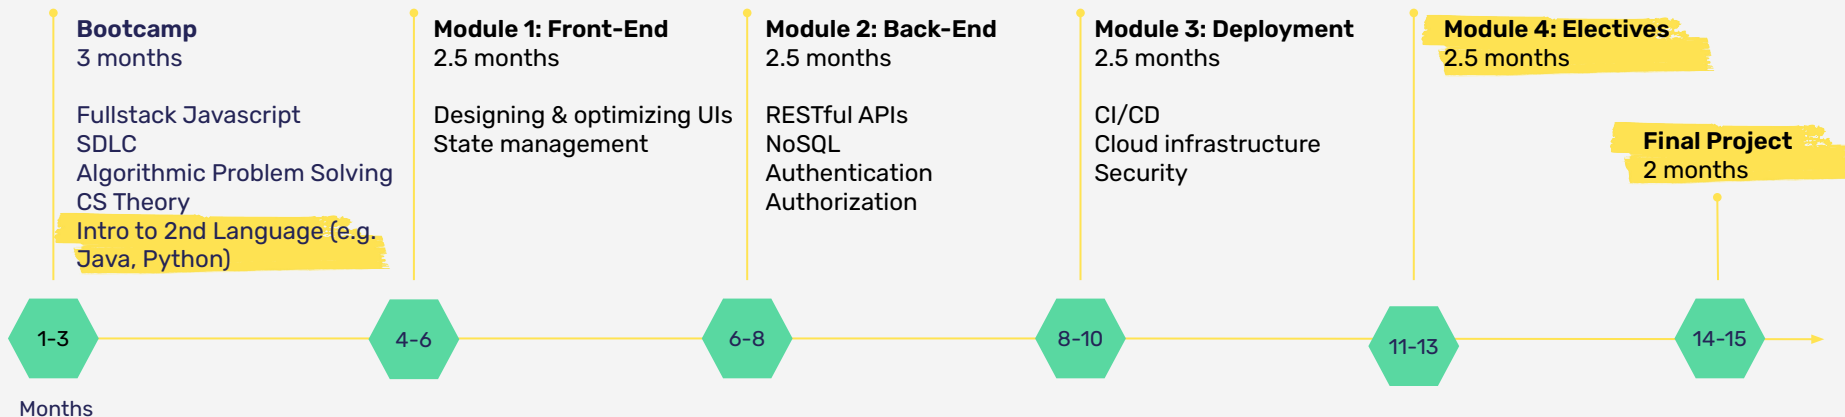 Bootcamp
3 months
Fullstack Javascript
SDLC
Algorithmic Problem Solving
CS Theory
Intro to 2nd Language (e.g.
Java, Python)
Module 1: Front-End
2.5 months
Designing & optimizing UIs
State management
Module 2: Back-End
2.5 months
RESTful APIs
NoSQL
Authentication
Authorization
Module 3: Deployment
2.5 months
CI/CD
Cloud infrastructure
Security
Module 4: Electives
2.5 months
Final Project
2 months
1-3
4-6
6-8
8-10
11-13
14-15
Months